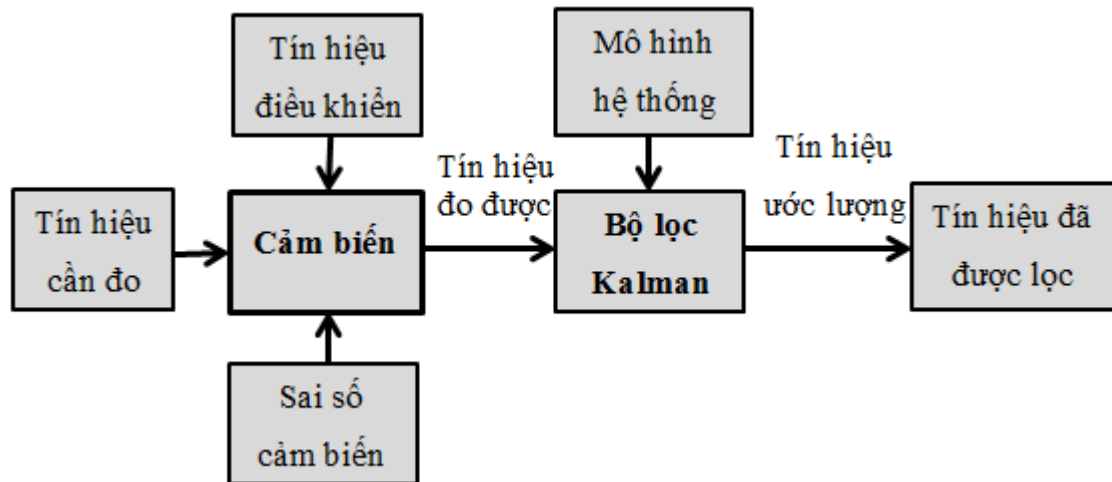 Tín hiệu
điều khiển
Mô hình
hệ thống
Tín hiệu
cần đo
Cảm biến
Tín hiệu
đo được
Bộ lọc
Kalman
Tín hiệu
ước lượng
Tín hiệu đã
được lọc
Sai số
cảm biến